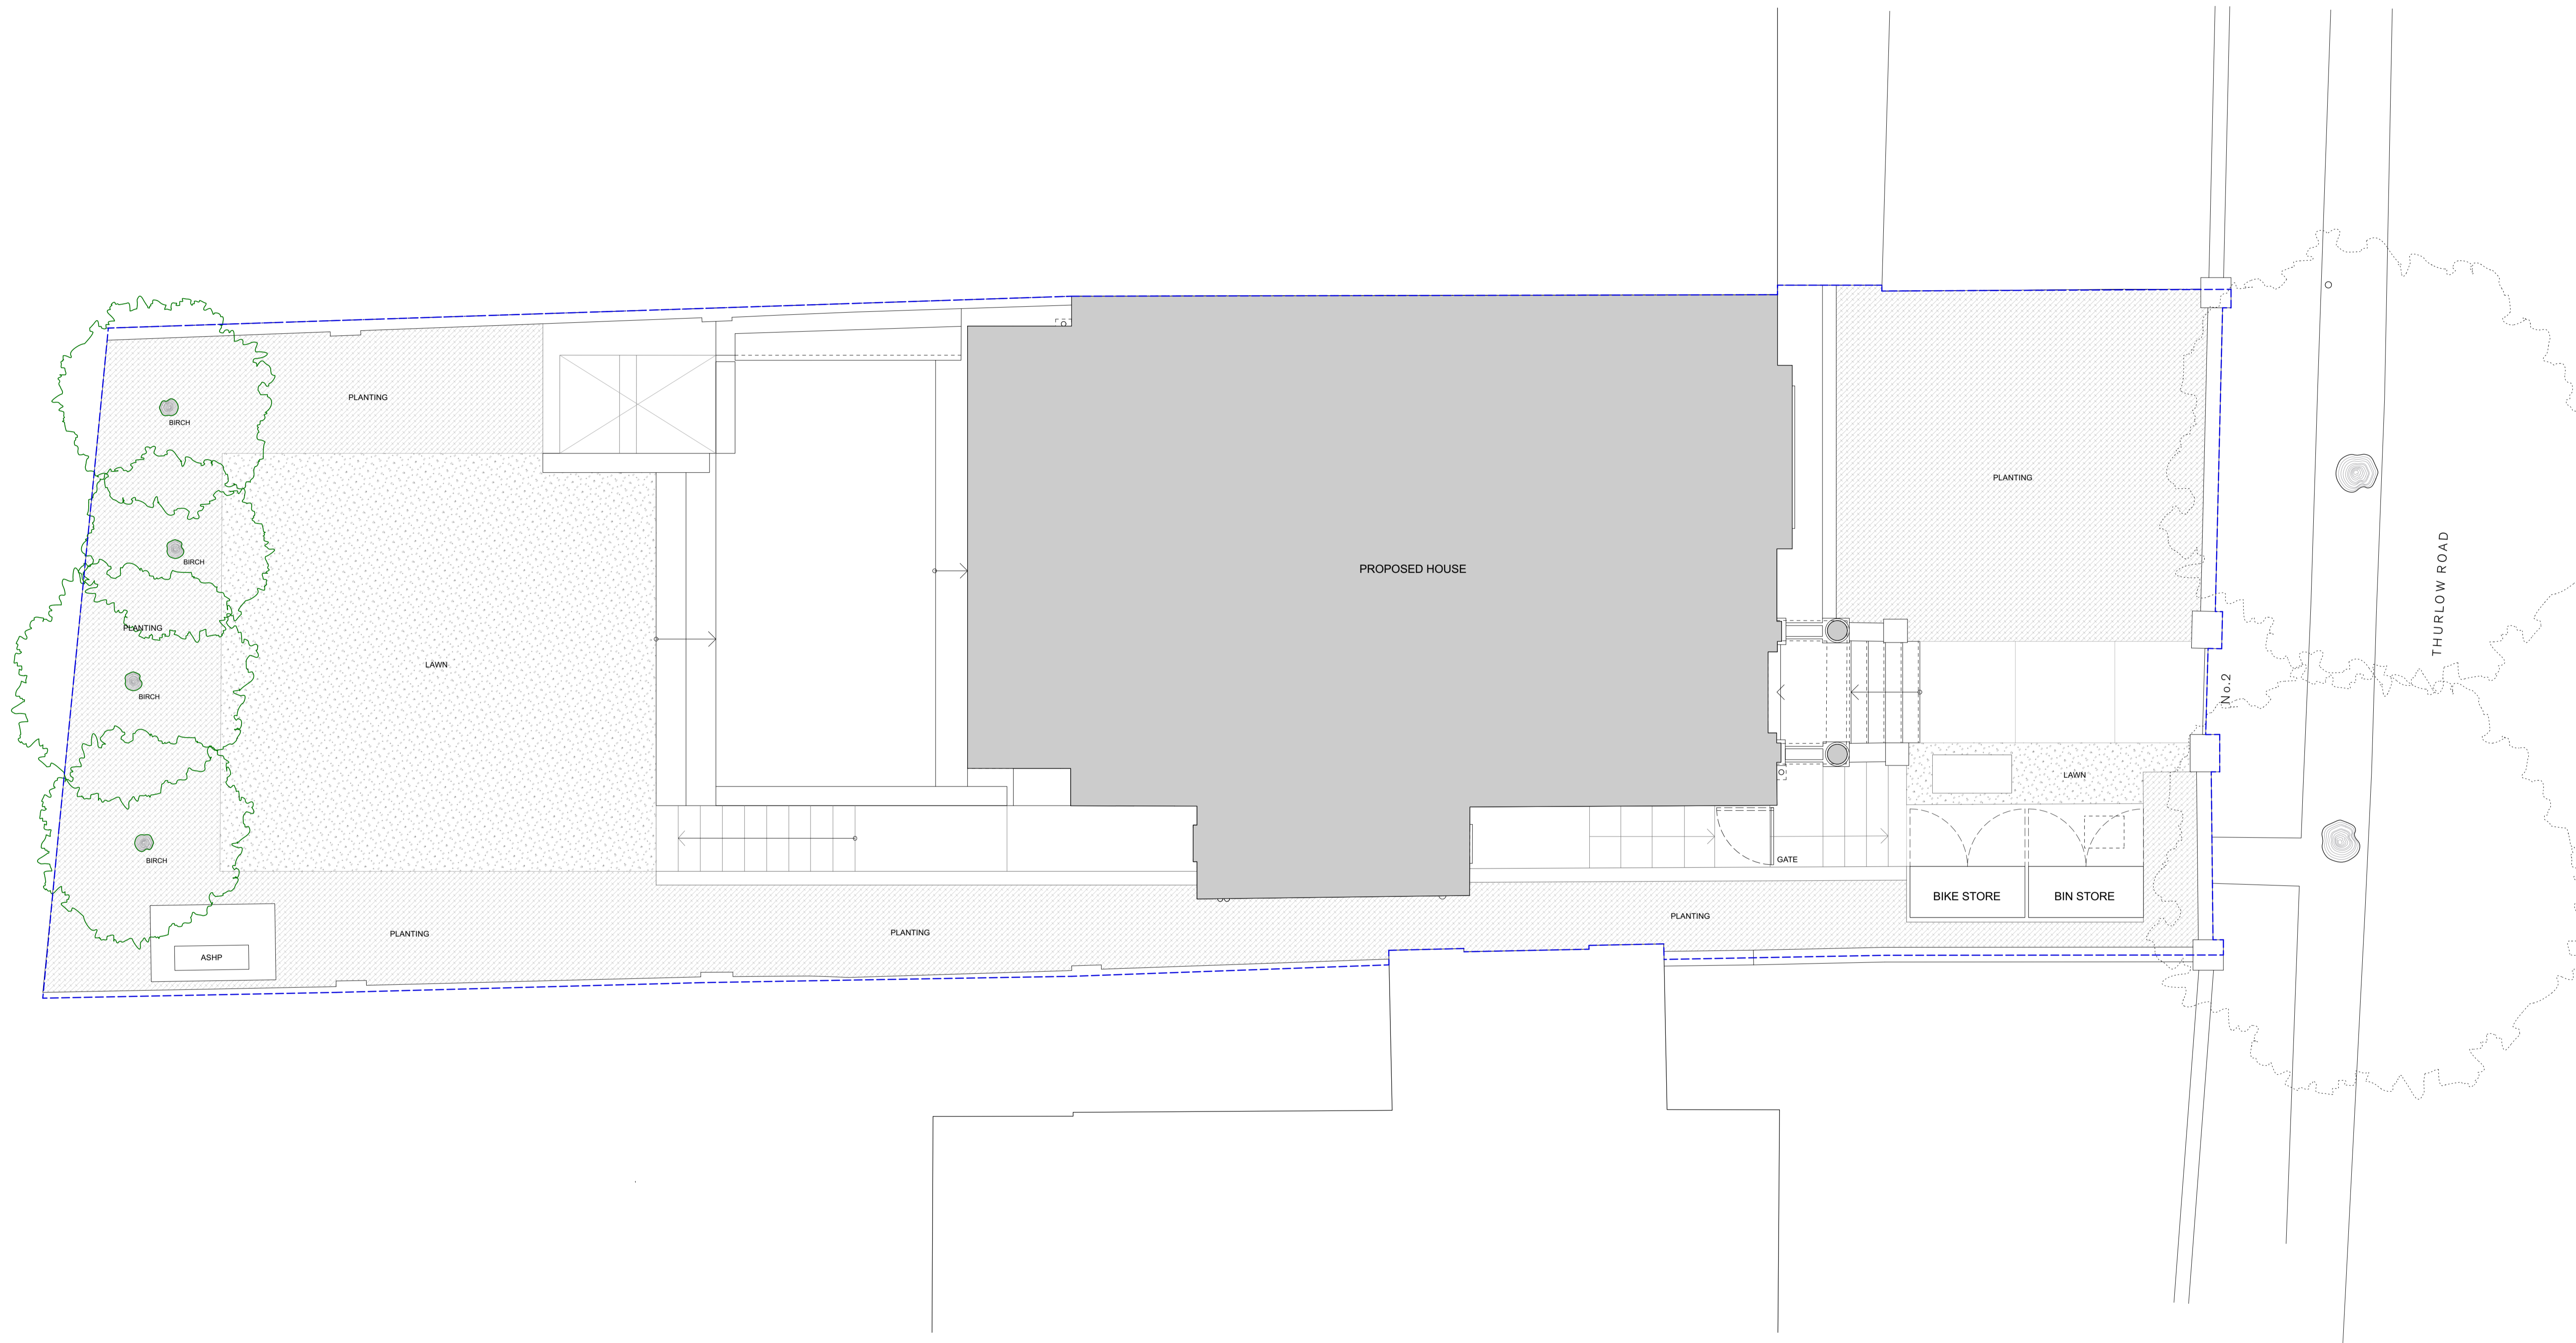 PLANTING
BIRCH
PLANTING
THURLOW ROAD
BIRCH
PROPOSED HOUSE
PLANTING
LAWN
No.2
BIRCH
LAWN
BIRCH
GATE
BIKE STORE
BIN STORE
PLANTING
PLANTING
PLANTING
ASHP